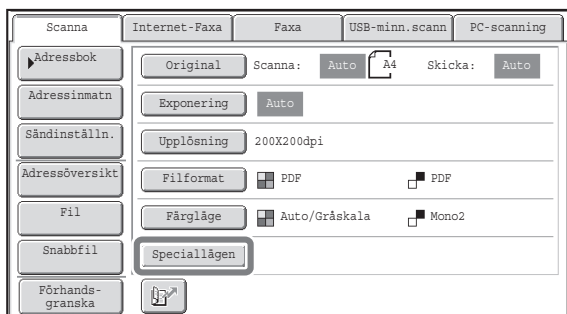 Scanna Internet-Faxa Faxa USB-minn.scann PC-scanning
Adressbok
Original Scanna: Auto A4 Skicka: Auto
Adressinmatn
Exponering Auto
Såndinställn.
Upplösning 200X200dpi
Adressöversikt
Filformat PDF PDF
Fil
Färgläge Auto/Gråskala Mono2
Snabbfil
Speciallägen
Förhands-
granska